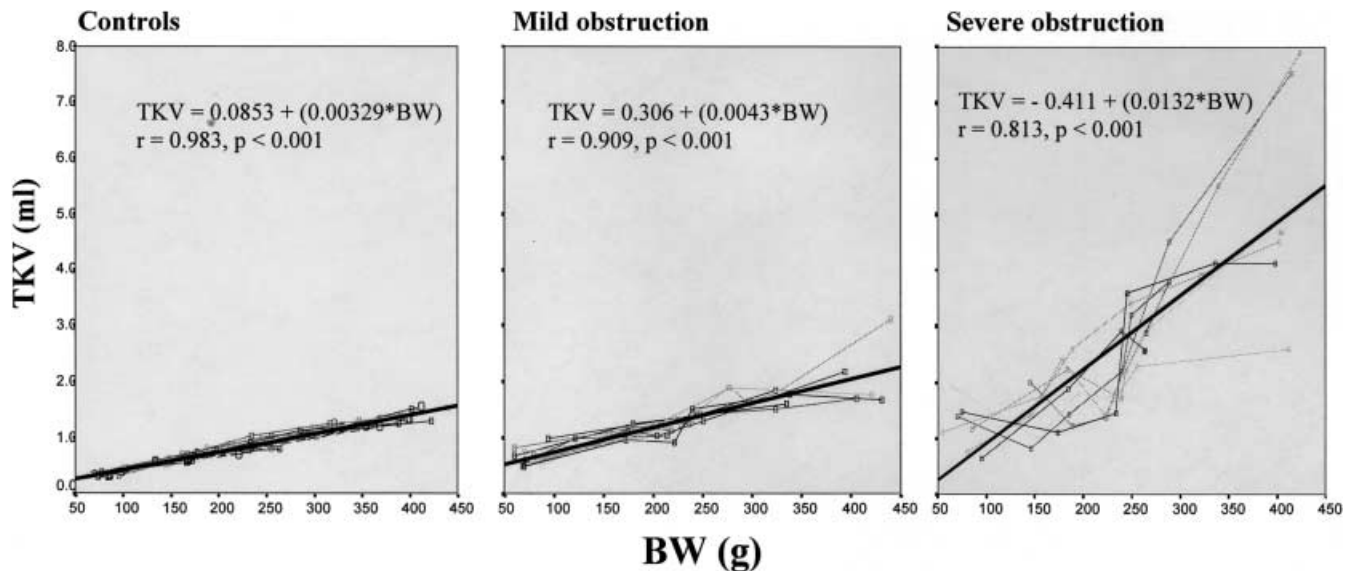 Controls
Mild obstruction
Severe obstruction
TKV = 0.0853 + (0.00329*BW)
r = 0.983, p < 0.001
TKV = 0.306 + (0.0043*BW)
r = 0.909, p < 0.001
TKV = - 0.411 + (0.0132*BW)
r = 0.813, p < 0.001
TKV (ml)
8.0
7.0
6.0
5.0
4.0
3.0
2.0
1.0
0.0
50 100 150 200 250 300 350 400 450
50 100 150 200 250 300 350 400 450
50 100 150 200 250 300 350 400 450
BW (g)